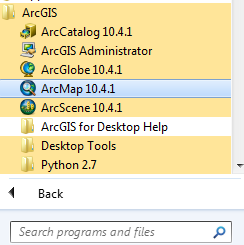 ArcGIS
ArcCatalog 10.4.1
ArcGIS Administrator
ArcGlobe 10.4.1
ArcMap 10.4.1
ArcScene 10.4.1
ArcGIS for Desktop Help
Desktop Tools
Python 2.7
Back
Search programs and files